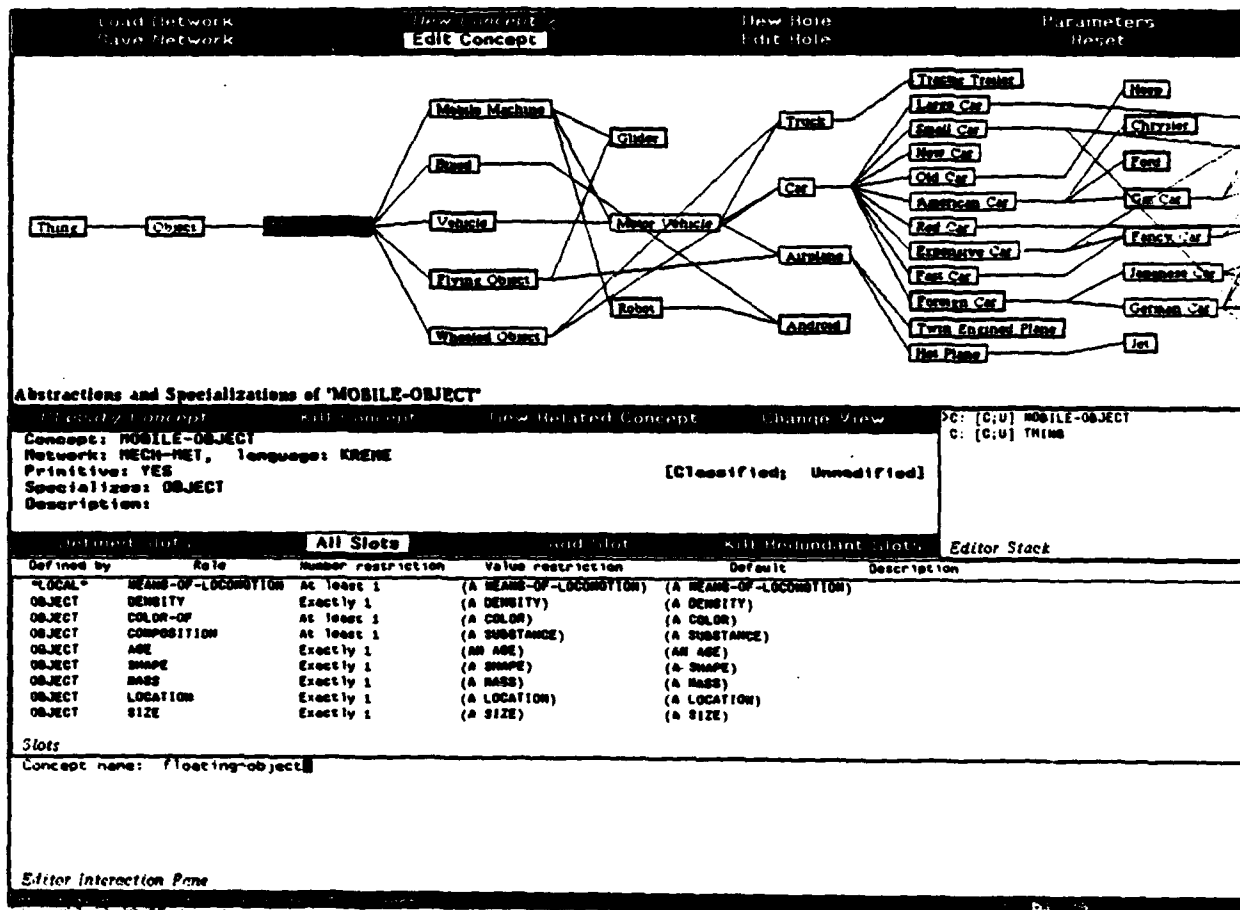 Load Network New Concept New Role Parameters
Save Network Edit Concept Edit Role Reset
Tractor Trailer
Mobile Machine Large Car Jeep
Truck
Glider Small Car Chrysler
Biped New Car Ford
Old Car
Car
American Car Gm Car
Thing Object Vehicle Motor Vehicle
Red Car Fancy Car
Expensive Car
Airplane
Flying Object Fast Car Japanese Car
Foreign Car German Car
Robot Android Twin Engined Plane
Wheeled Object
Hot Plane Jet
Abstractions and Specializations of "MOBILE-OBJECT"
Classify Concept Kill Concept New Related Concept Change View
>C: [C;U] MOBILE-OBJECT
C: [C;U] THING
Concept: MOBILE-OBJECT
Network: MECH-NET, language: KREME
Primitive: YES [Classified; Unmodified]
Specializes: OBJECT
Description:
Defined Slots All Slots Add Slot Kill Redundant Slots
Editor Stack
Defined by Role Number restriction Value restriction Default Description
*LOCAL* MEANS-OF-LOCOMOTION At least 1 (A MEANS-OF-LOCOMOTION) (A MEANS-OF-LOCOMOTION)
OBJECT DENSITY Exactly 1 (A DENSITY) (A DENSITY)
OBJECT COLOR-OF At least 1 (A COLOR) (A COLOR)
OBJECT COMPOSITION At least 1 (A SUBSTANCE) (A SUBSTANCE)
OBJECT AGE Exactly 1 (AN AGE) (AN AGE)
OBJECT SHAPE Exactly 1 (A SHAPE) (A SHAPE)
OBJECT MASS Exactly 1 (A MASS) (A MASS)
OBJECT LOCATION Exactly 1 (A LOCATION) (A LOCATION)
OBJECT SIZE Exactly 1 (A SIZE) (A SIZE)
Slots
Concept name: floating-object
Editor Interaction Pane